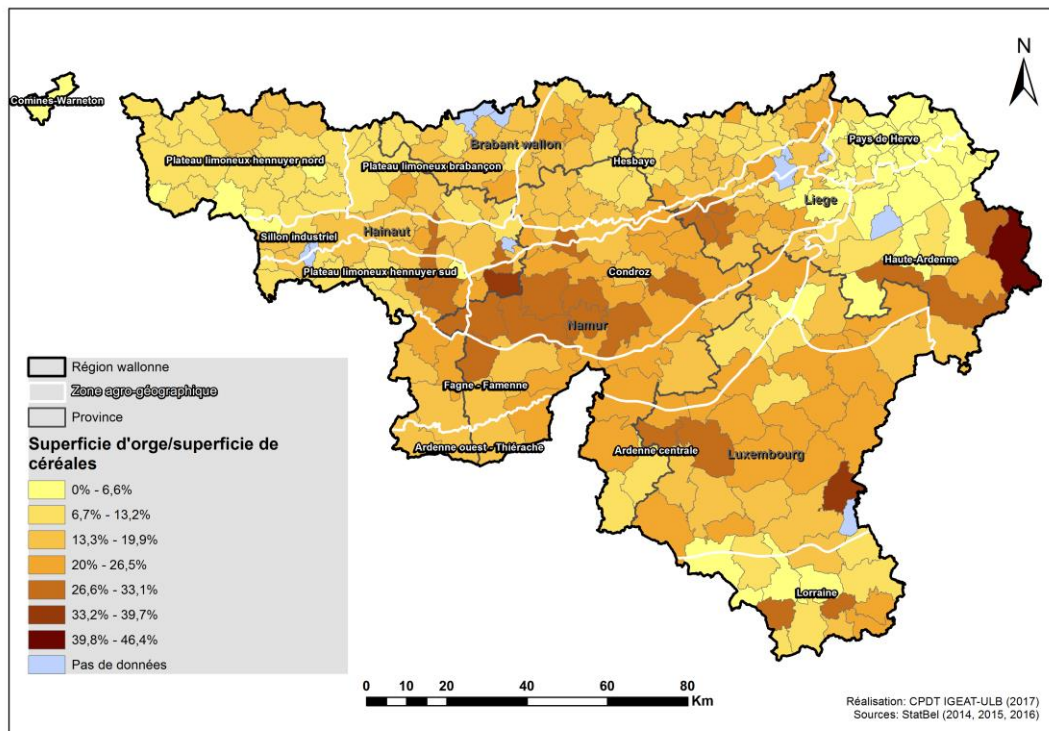 N
Comines-Warneton
Pays de Herve
Brabant wallon
Plateau limoneux hennuyer nord
Plateau limoneux brabançon
Hesbaye
Liege
Hainaut
Sillon industriel
Haute-Ardenne
Plateau limoneux hennuyer sud
Condroz
Namur
Fagne - Famenne
Ardenne ouest - Thiérache
Ardenne centrale
Luxembourg
Lorraine
Région wallonne
Zone agro-géographique
Province
Superficie d'orge/superficie de
céréales
0% - 6,6%
6,7% - 13,2%
13,3% - 19,9%
20% - 26,5%
26,6% - 33,1%
33,2% - 39,7%
39,8% - 46,4%
Pas de données
0 20 40 60 80
Km
Réalisation: CPDT IGEAT-ULB (2017)
Sources: StatBel (2014, 2015, 2016)